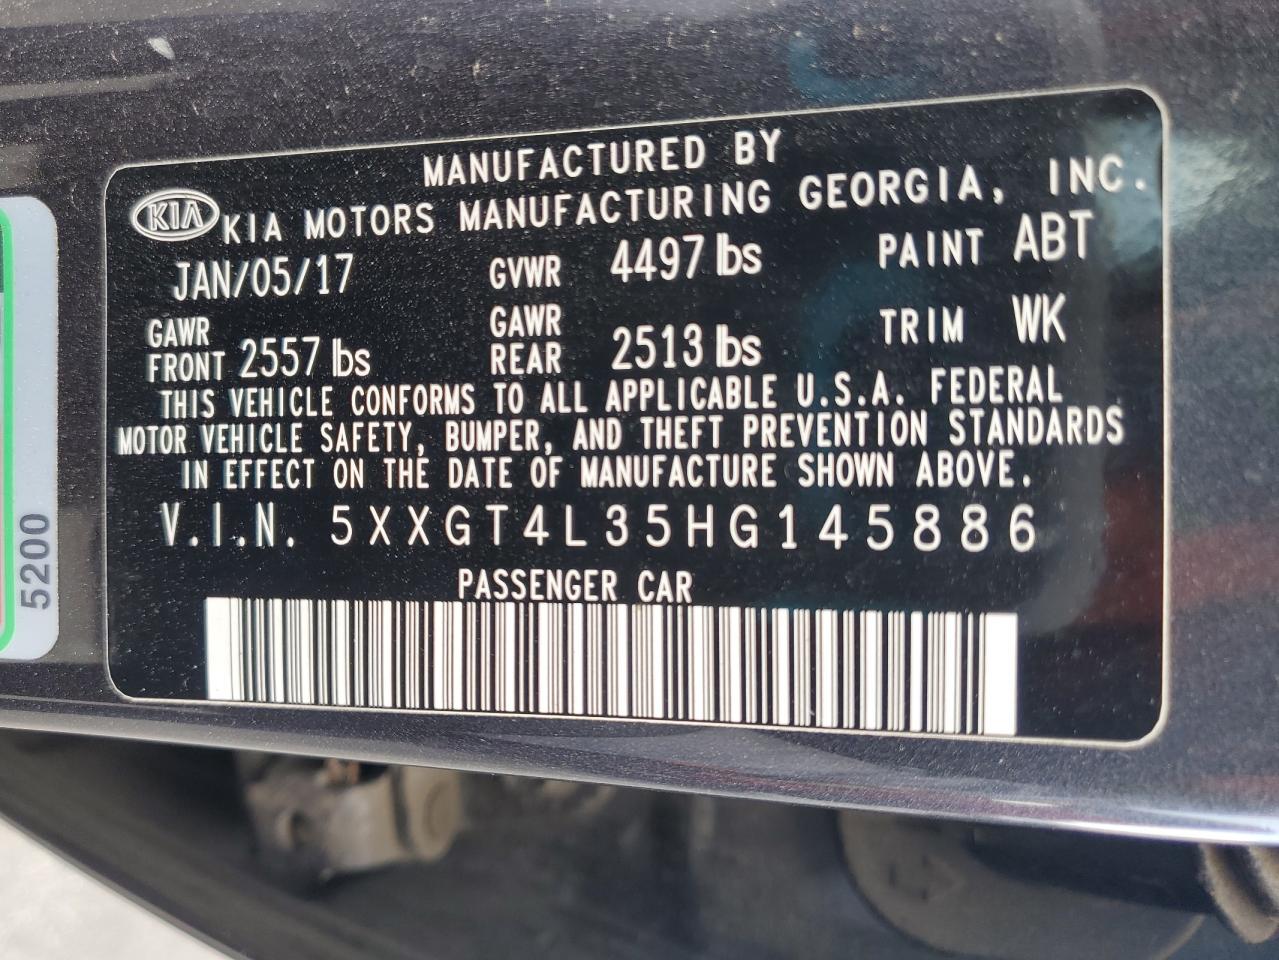 MANUFACTURED BY
KIA KIA MOTORS MANUFACTURING GEORGIA, INC.
JAN/05/17 GVWR 4497 lbs PAINT ABT
GAWR FRONT 2557 lbs GAWR REAR 2513 lbs TRIM WK
THIS VEHICLE CONFORMS TO ALL APPLICABLE U.S.A. FEDERAL
MOTOR VEHICLE SAFETY, BUMPER, AND THEFT PREVENTION STANDARDS
IN EFFECT ON THE DATE OF MANUFACTURE SHOWN ABOVE.
V.I.N. 5XXGT4L35HG145886
PASSENGER CAR
5200